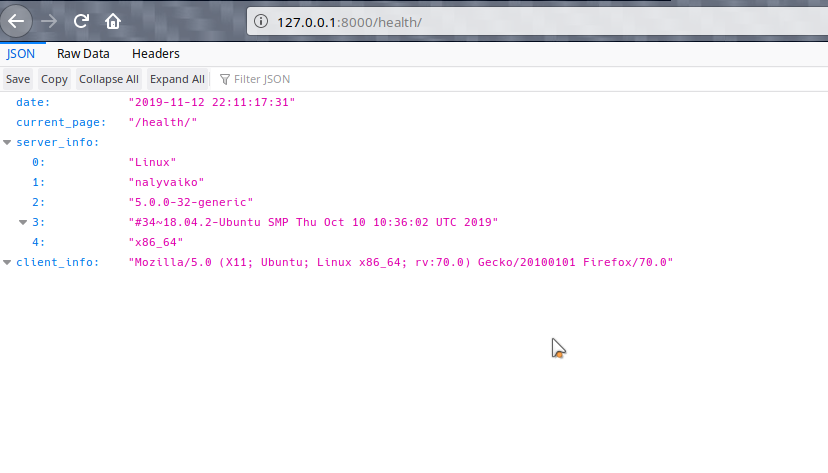 127.0.0.1:8000/health/
JSON Raw Data Headers
Save Copy Collapse All Expand All Filter JSON
date: "2019-11-12 22:11:17:31"
current_page: "/health/"
server_info:
0: "Linux"
1: "nalyvaiko"
2: "5.0.0-32-generic"
3: "#34~18.04.2-Ubuntu SMP Thu Oct 10 10:36:02 UTC 2019"
4: "x86_64"
client_info: "Mozilla/5.0 (X11; Ubuntu; Linux x86_64; rv:70.0) Gecko/20100101 Firefox/70.0"